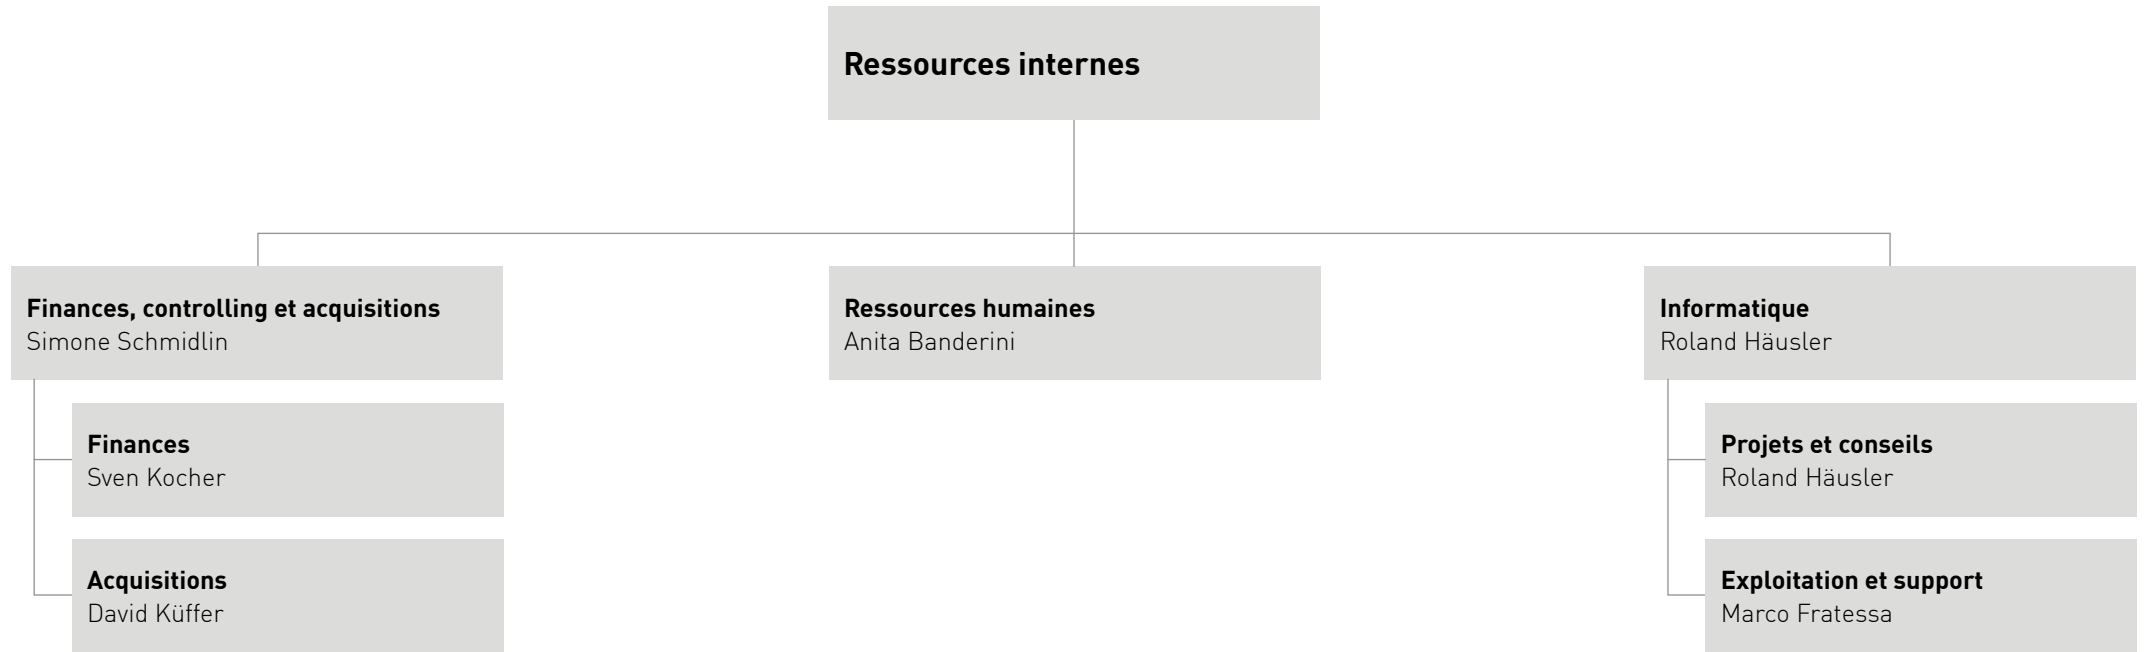 Ressources internes
Finances, controlling et acquisitions
Simone Schmidlin
Finances
Sven Kocher
Acquisitions
David Küffer
Ressources humaines
Anita Banderini
Informatique
Roland Häusler
Projets et conseils
Roland Häusler
Exploitation et support
Marco Fratessa